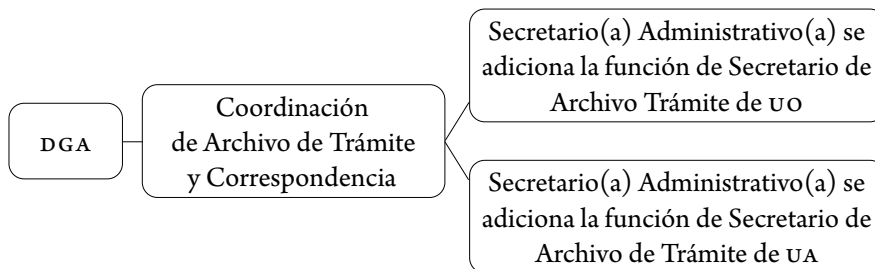 DGA
Coordinación
de Archivo de Trámite
y Correspondencia
Secretario(a) Administrativo(a) se
adiciona la función de Secretario de
Archivo Trámite de UO
Secretario(a) Administrativo(a) se
adiciona la función de Secretario de
Archivo de Trámite de UA